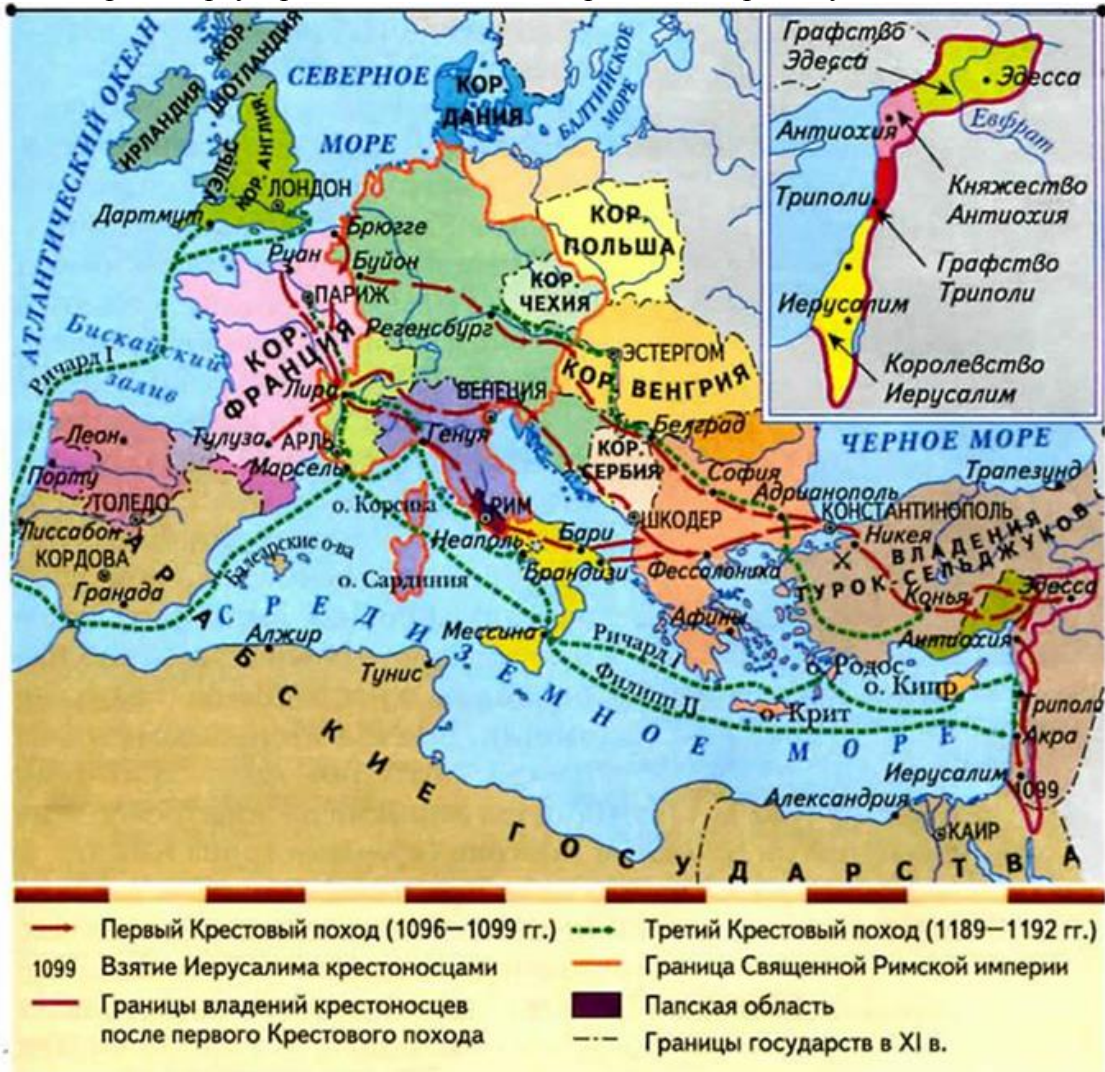 АТЛАНТИЧЕСКИЙ ОКЕАН
СЕВЕРНОЕ
МОРЕ
БАЛТИЙСКОЕ
МОРЕ
КОР.
ШОТЛАНДИЯ
ИРЛАНДИЯ
УЭЛЬС
КОР. АНГЛИЯ
ЛОНДОН
Дартмут
КОР.
ДАНИЯ
Брюгге
Руан
Буйон
ПАРИЖ
Регенсбург
КОР.
ПОЛЬША
КОР.
ЧЕХИЯ
ЭСТЕРГОМ
КОР. ВЕНГРИЯ
Бискайский
залив
Ричард I
КОР.
ФРАНЦИЯ
Лион
ВЕНЕЦИЯ
Леон
Тулуза
АРЛЬ
Генуя
Белград
КОР.
СЕРБИЯ
ЧЕРНОЕ МОРЕ
Порту
Марсель
София
Трапезунд
ТОЛЕДО
о. Корсика
РИМ
ШКОДЕР
Адрианополь
КОНСТАНТИНОПОЛЬ
Лиссабон
КОРДОВА
Неаполь
Бари
Никея
Балеарские о-ва
Брандизи
Фессалоника
ВЛАДЕНИЯ
ТУРОК-СЕЛЬДЖУКОВ
Гранада
о. Сардиния
Конья
Эдесса
СРЕДИЗЕМНОЕ МОРЕ
Алжир
Мессина
Афины
Антиохия
Тунис
Ричард I
о. Родос
Филипп II
о. Кипр
о. Крит
Триполи
Акра
Иерусалим
1099
Александрия
КАИР
АРАБСКИЕ ГОСУДАРСТВА
Графство
Эдесса
Эдесса
Евфрат
Антиохия
Княжество
Антиохия
Триполи
Графство
Триполи
Иерусалим
Королевство
Иерусалим
Первый Крестовый поход (1096—1099 гг.)
1099 Взятие Иерусалима крестоносцами
Границы владений крестоносцев
после первого Крестового похода
Третий Крестовый поход (1189—1192 гг.)
Граница Священной Римской империи
Папская область
Границы государств в XI в.